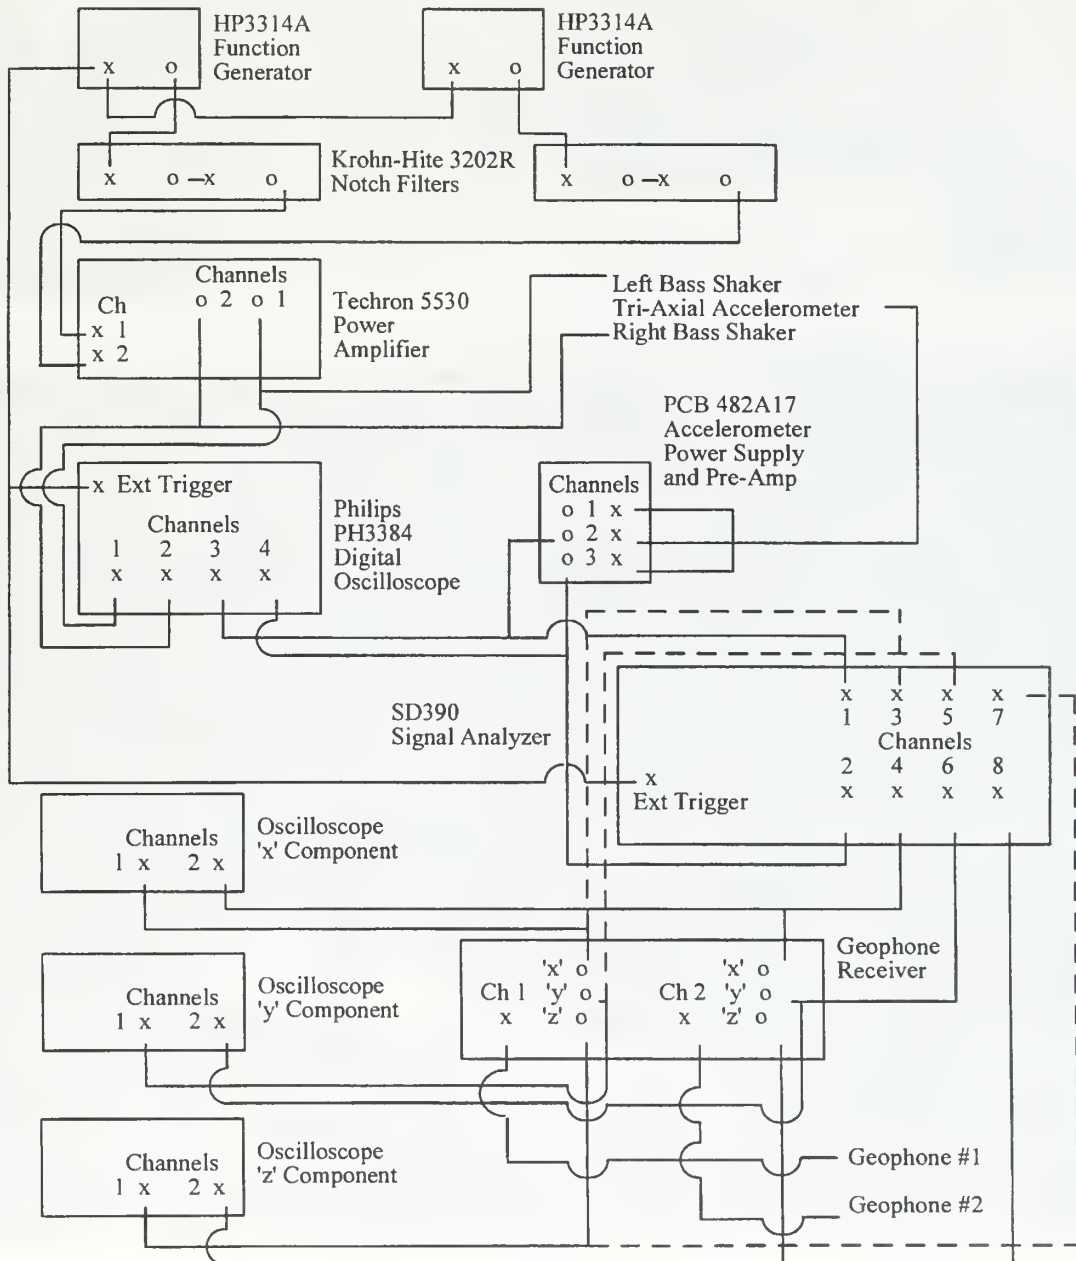 HP3314A
Function
Generator
x o
HP3314A
Function
Generator
x o
x o–x o
Krohn-Hite 3202R
Notch Filters
x o–x o
Channels
o 2 o 1
Ch
x 1
x 2
Techron 5530
Power
Amplifier
Left Bass Shaker
Tri-Axial Accelerometer
Right Bass Shaker
PCB 482A17
Accelerometer
Power Supply
and Pre-Amp
x Ext Trigger
Channels
1 2 3 4
x x x x
Philips
PH3384
Digital
Oscilloscope
Channels
o 1 x
o 2 x
o 3 x
SD390
Signal Analyzer
x x x x
1 3 5 7
Channels
2 4 6 8
x x x x
x
Ext Trigger
Channels
1 x 2 x
Oscilloscope
'x' Component
Channels
1 x 2 x
Oscilloscope
'y' Component
'x' o 'x' o
Ch 1 'y' o Ch 2 'y' o
x 'z' o x 'z' o
Geophone
Receiver
Channels
1 x 2 x
Oscilloscope
'z' Component
Geophone #1
Geophone #2